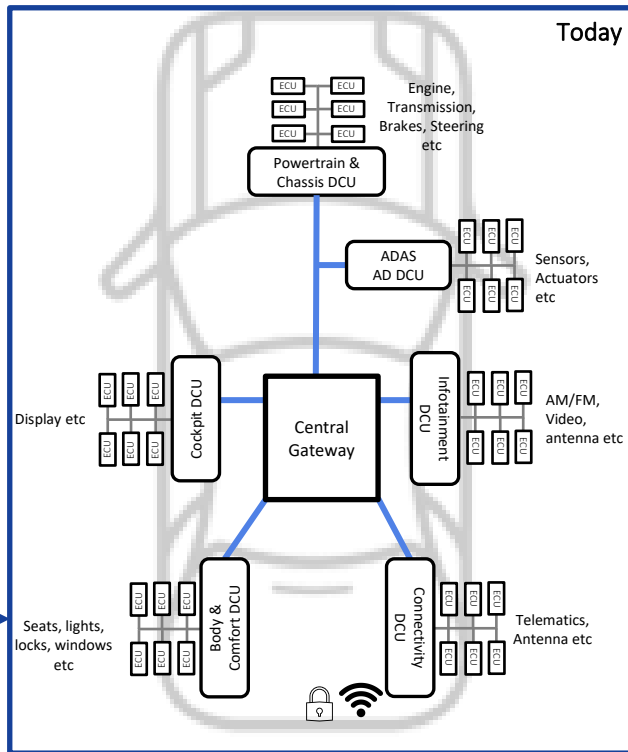 Today
ECU ECU
ECU ECU
ECU ECU
Engine,
Transmission,
Brakes, Steering
etc
Powertrain &
Chassis DCU
ADAS
AD DCU
ECU ECU ECU
ECU ECU ECU
Sensors,
Actuators
etc
Display etc
ECU ECU ECU
ECU ECU ECU
Cockpit DCU
Central
Gateway
Infotainment
DCU
ECU ECU ECU
ECU ECU ECU
AM/FM,
Video,
antenna etc
Seats, lights,
locks, windows
etc
ECU ECU ECU
ECU ECU ECU
Body &
Comfort DCU
Connectivity
DCU
ECU ECU ECU
ECU ECU ECU
Telematics,
Antenna etc